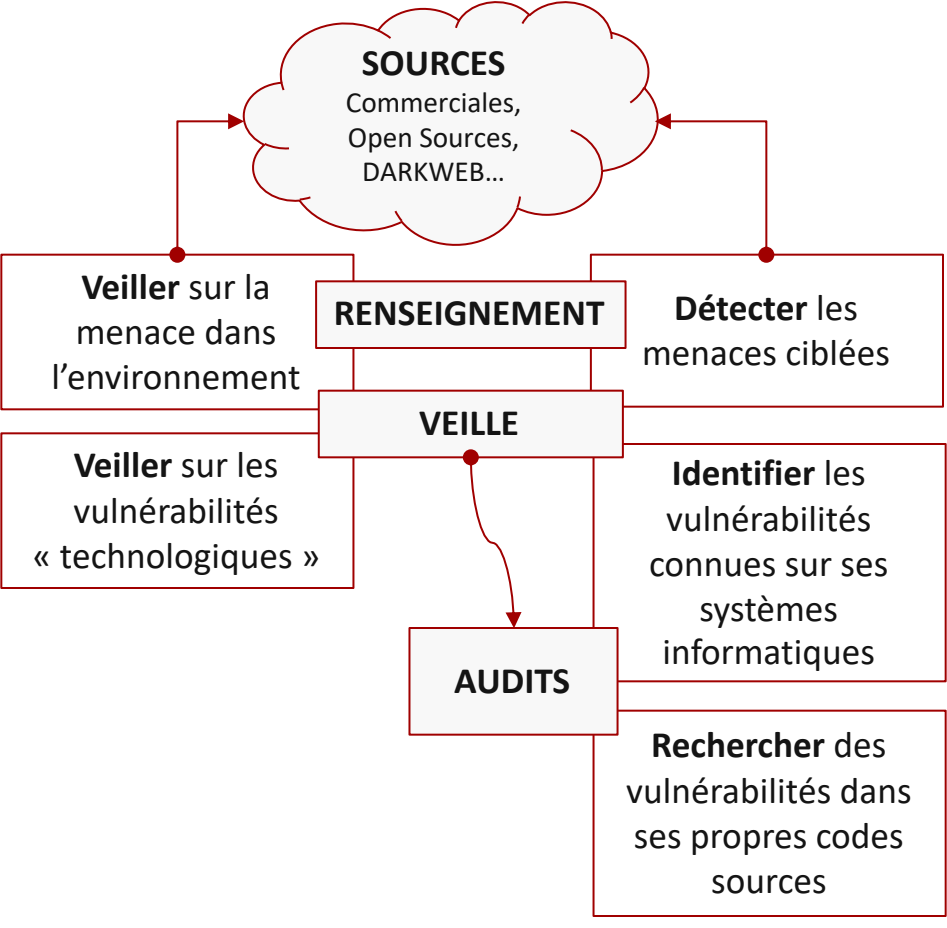 SOURCES
Commerciales,
Open Sources,
DARKWEB…
Veiller sur la
menace dans
l’environnement
RENSEIGNEMENT
Détecter les
menaces ciblées
VEILLE
Veiller sur les
vulnérabilités
« technologiques »
Identifier les
vulnérabilités
connues sur ses
systèmes
informatiques
AUDITS
Rechercher des
vulnérabilités dans
ses propres codes
sources